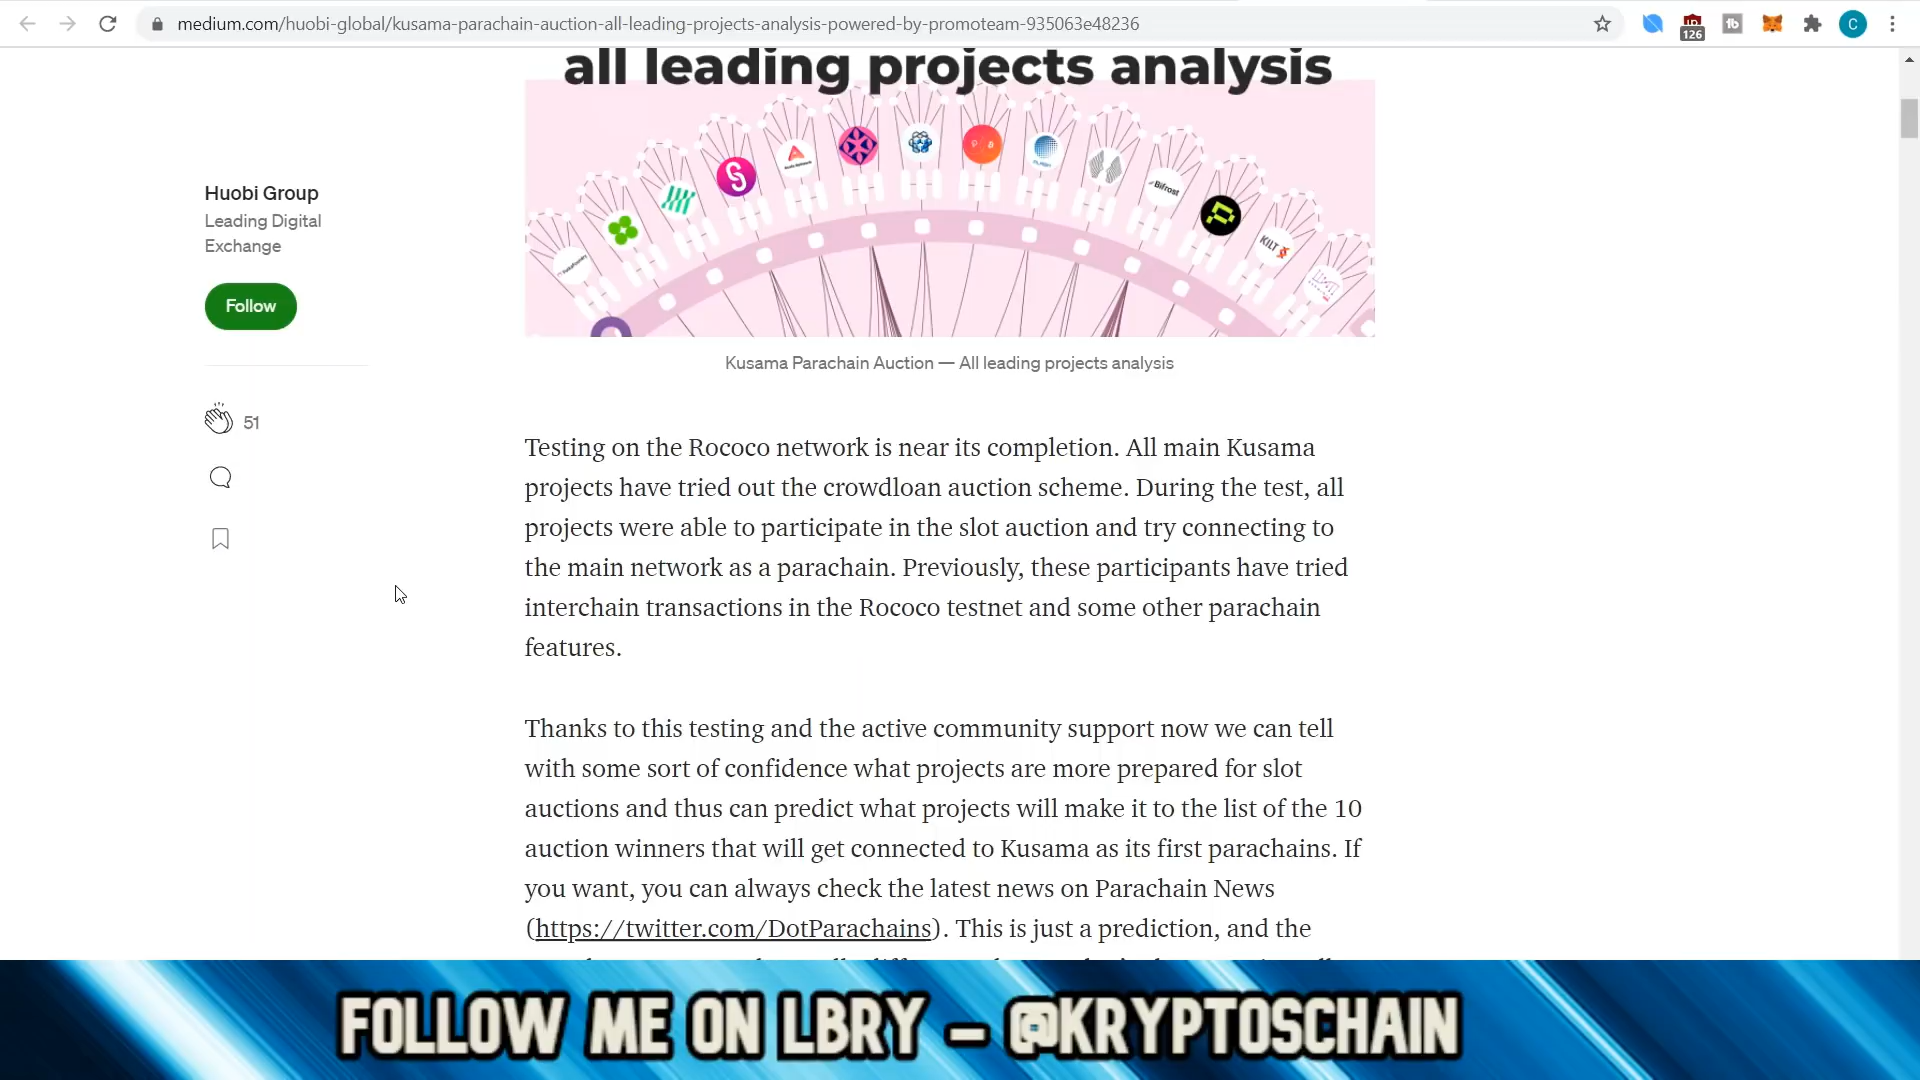 medium.com/huobi-global/kusama-parachain-auction-all-leading-projects-analysis-powered-by-promoteam-935063e48236
126
C
all leading projects analysis
Bifrost
KILT
Huobi Group
Leading Digital
Exchange
Follow
51
Kusama Parachain Auction — All leading projects analysis
Testing on the Rococo network is near its completion. All main Kusama
projects have tried out the crowdloan auction scheme. During the test, all
projects were able to participate in the slot auction and try connecting to
the main network as a parachain. Previously, these participants have tried
interchain transactions in the Rococo testnet and some other parachain
features.
Thanks to this testing and the active community support now we can tell
with some sort of confidence what projects are more prepared for slot
auctions and thus can predict what projects will make it to the list of the 10
auction winners that will get connected to Kusama as its first parachains. If
you want, you can always check the latest news on Parachain News
(https://twitter.com/DotParachains). This is just a prediction, and the
FOLLOW ME ON LBRY - @KRYPTOSCHAIN